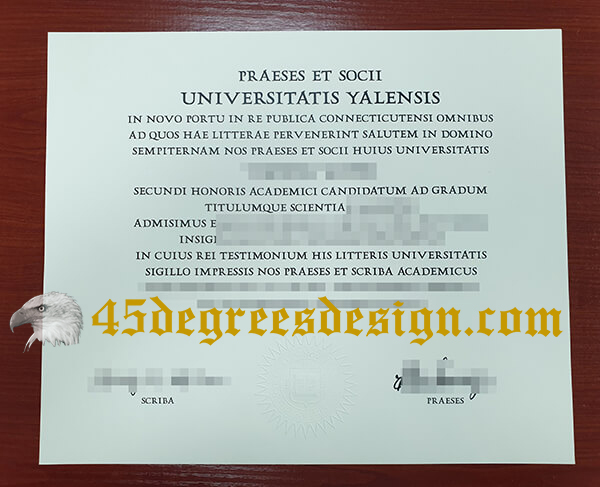 PRAESES ET SOCII
UNIVERSITATIS YALENSIS
IN NOVO PORTU IN RE PUBLICA CONNECTICUTENSI OMNIBUS
AD QUOS HAE LITTERAE PERVENERINT SALUTEM IN DOMINO
SEMPITERNAM NOS PRAESES ET SOCII HUIUS UNIVERSITATIS
SECUNDI HONORIS ACADEMICI CANDIDATUM AD GRADUM
TITULUMQUE SCIENTIA
ADMISIMUS E
INSIG
IN CUIUS REI TESTIMONIUM HIS LITTERIS UNIVERSITATIS
SIGILLO IMPRESSIS NOS PRAESES ET SCRIBA ACADEMICUS
45degreesdesign.com
SCRIBA
PRAESES